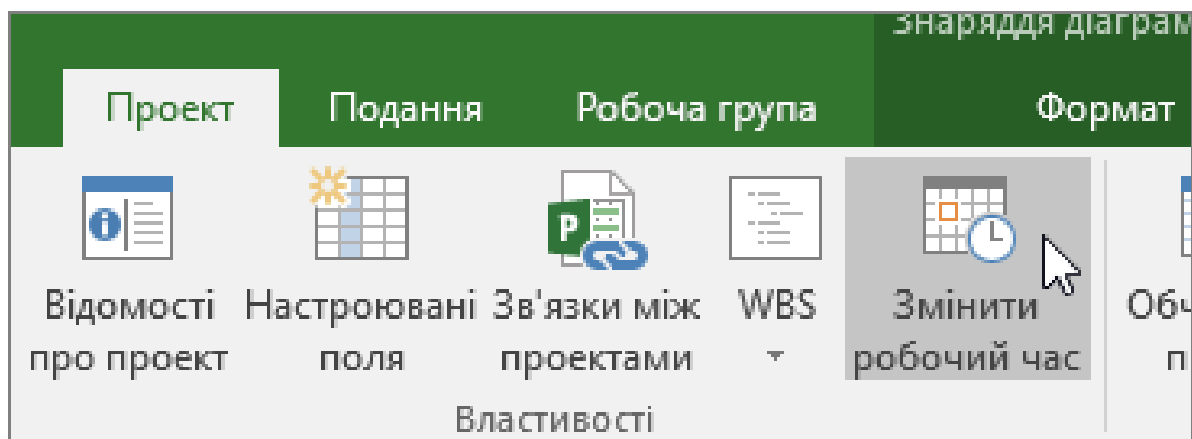 Знаряддя діаграм
Проект Подання Робоча група Формат
Відомості Настроювані Зв'язки між WBS Змінити
про проект поля проектами робочий час
Властивості